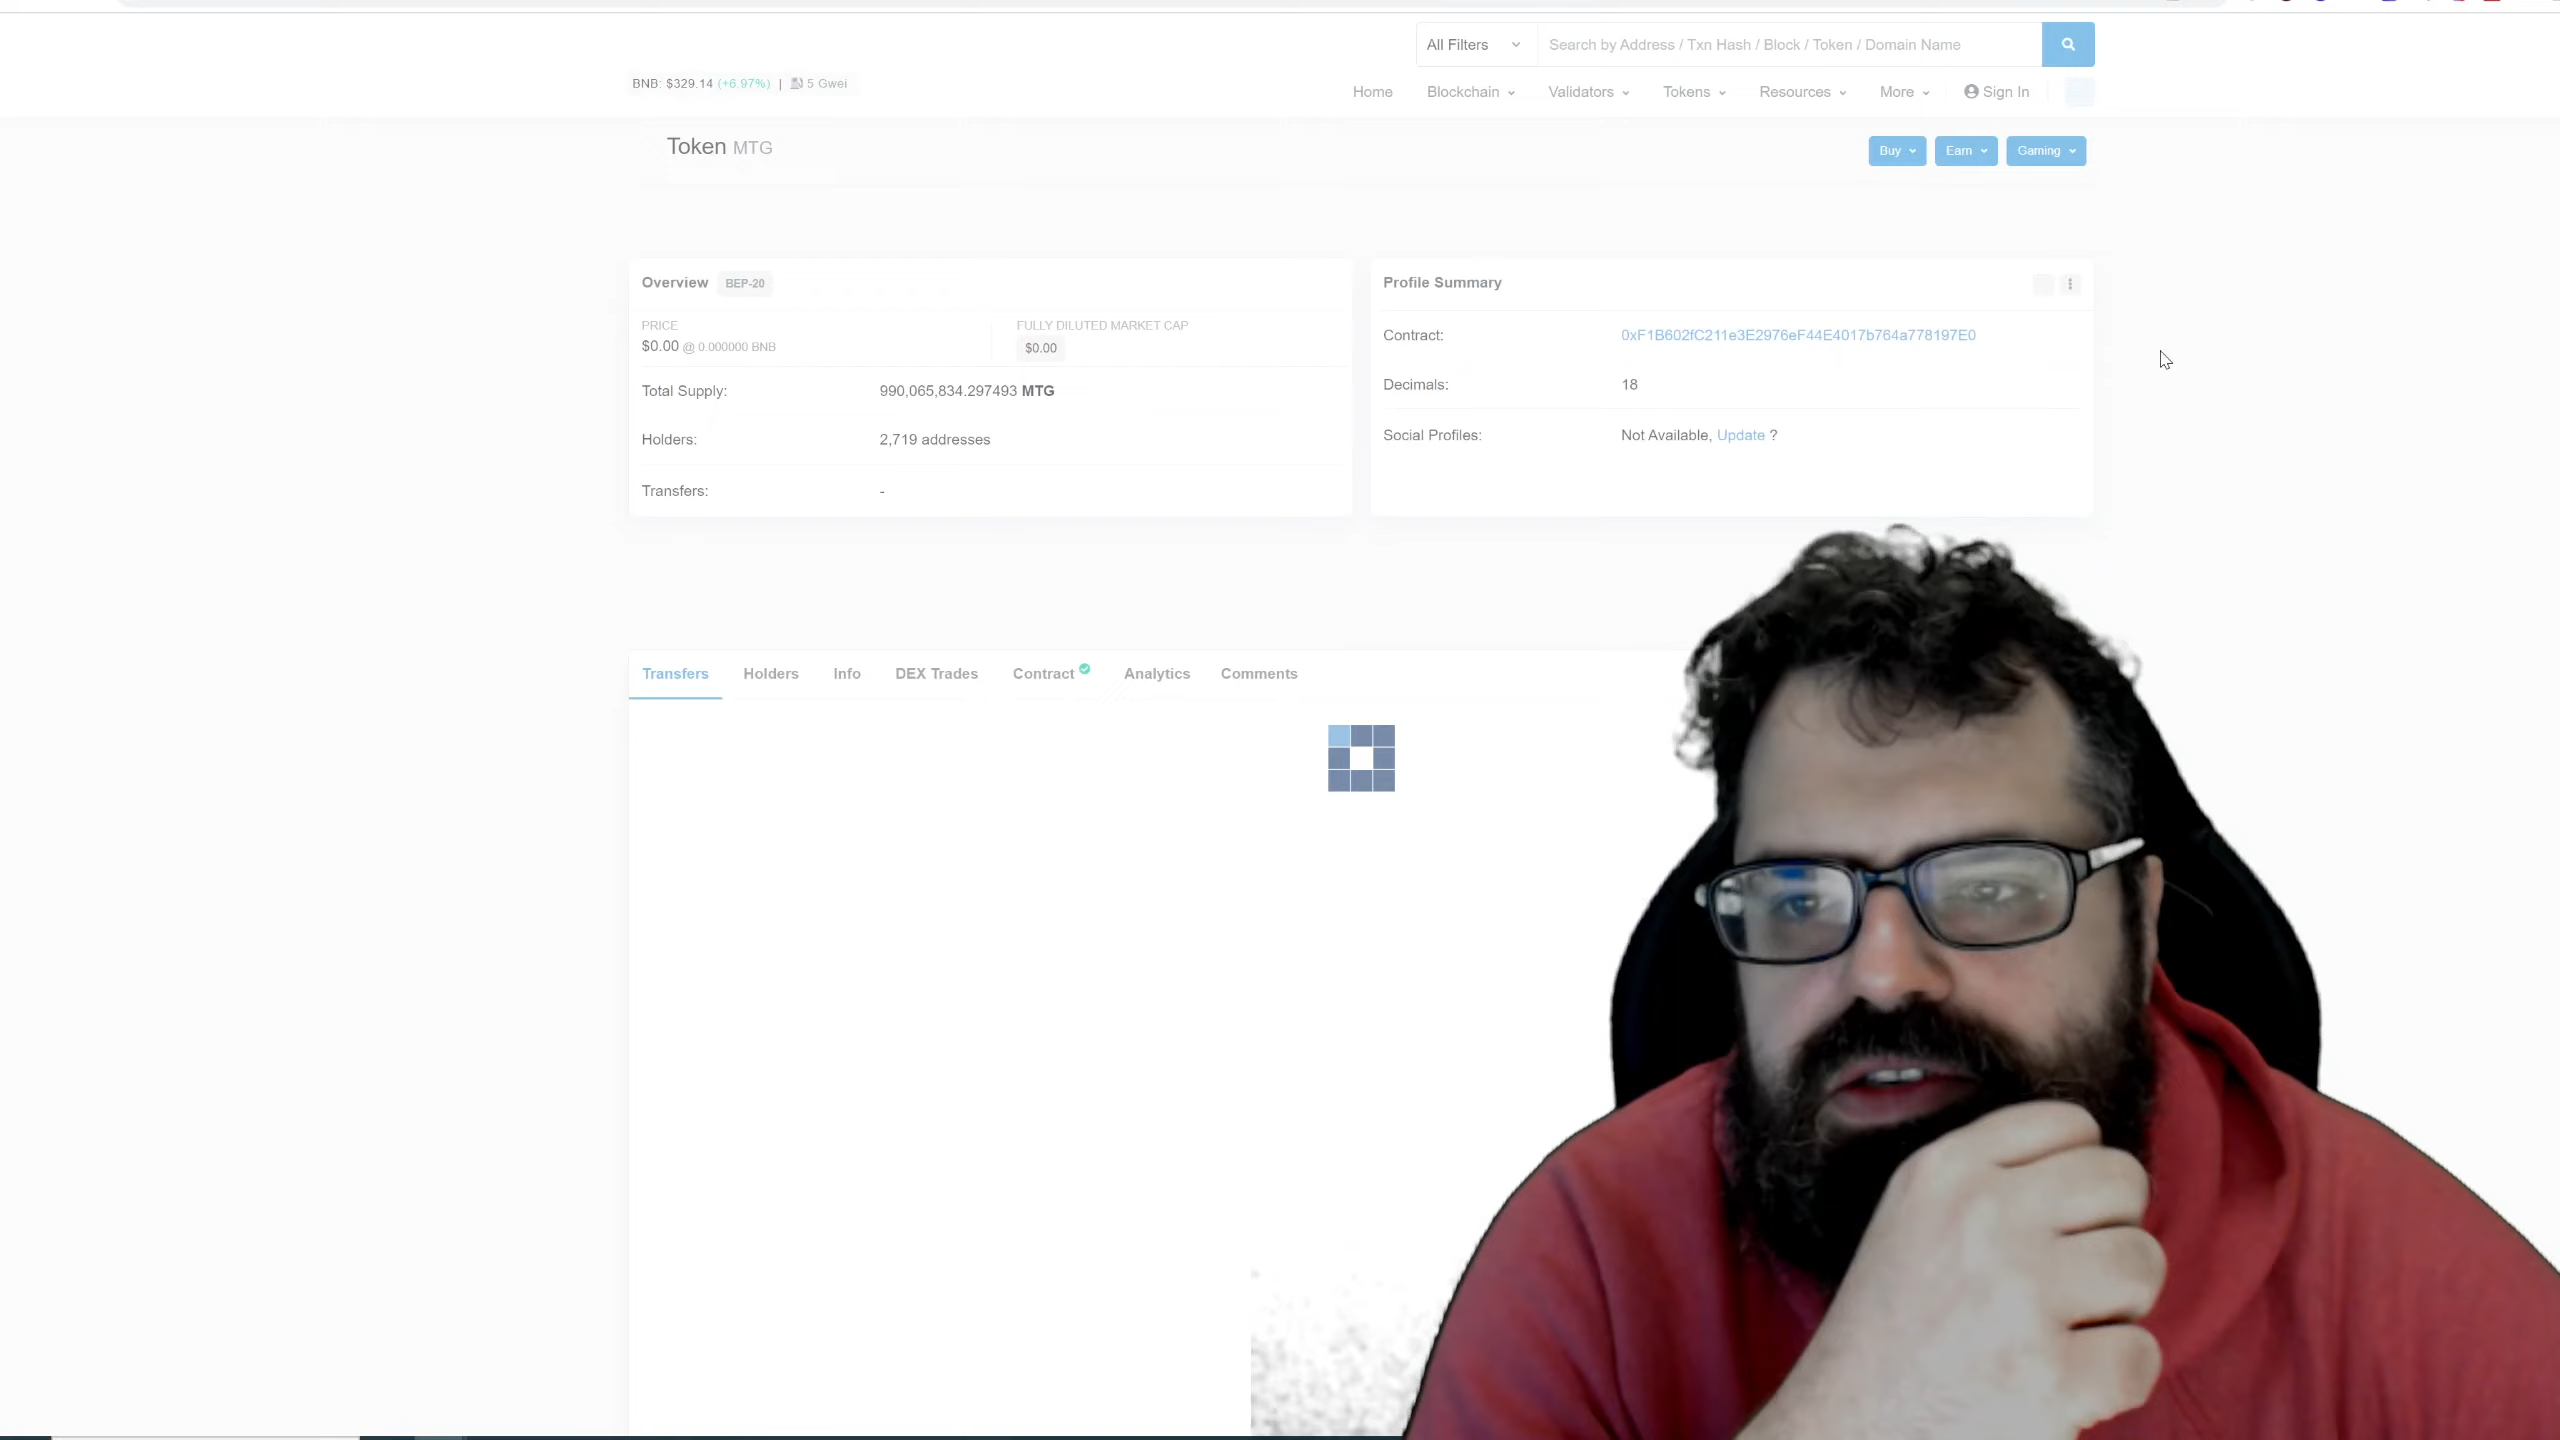 All Filters
Search by Address / Txn Hash / Block / Token / Domain Name
BNB: $329.14 (+6.97%) | 5 Gwei
Home Blockchain Validators Tokens Resources More Sign In
Token MTG
Buy Earn Gaming
Overview BEP-20
PRICE
$0.00 @ 0.000000 BNB
FULLY DILUTED MARKET CAP
$0.00
Total Supply: 990,065,834.297493 MTG
Holders: 2,719 addresses
Transfers: -
Profile Summary
Contract: 0xF1B602fC211e3E2976eF44E4017b764a778197E0
Decimals: 18
Social Profiles: Not Available, Update ?
Transfers Holders Info DEX Trades Contract Analytics Comments